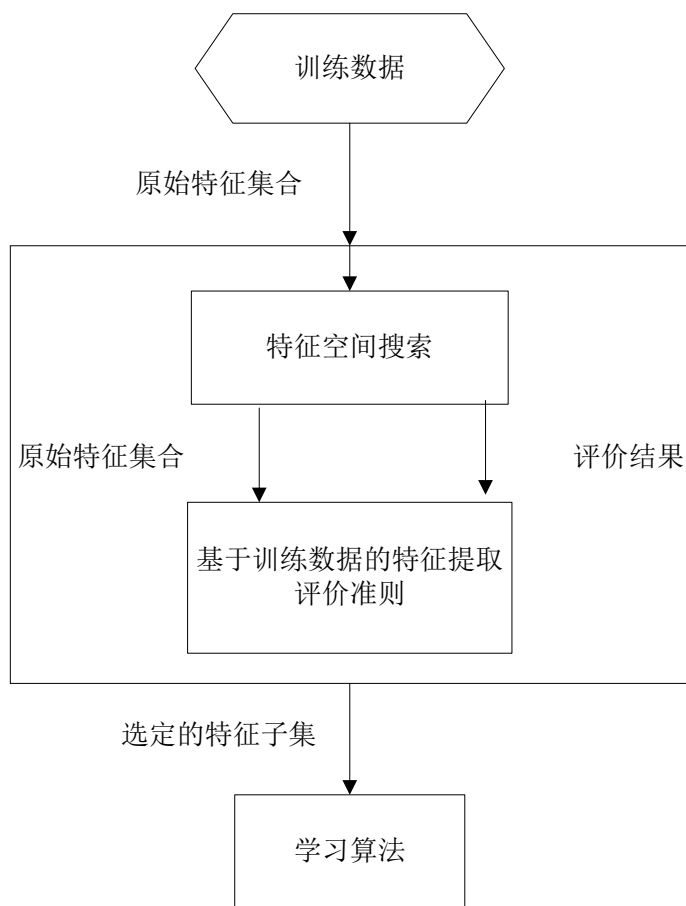 训练数据
原始特征集合
特征空间搜索
原始特征集合
评价结果
基于训练数据的特征提取
评价准则
选定的特征子集
学习算法